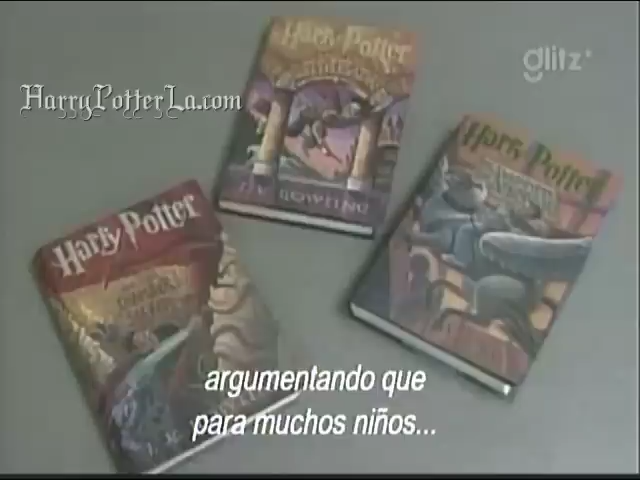 glitz*
HarryPotterLa.com
Harry Potter
J. K. ROWLING
Harry Potter
Harry Potter
argumentando que
para muchos niños...